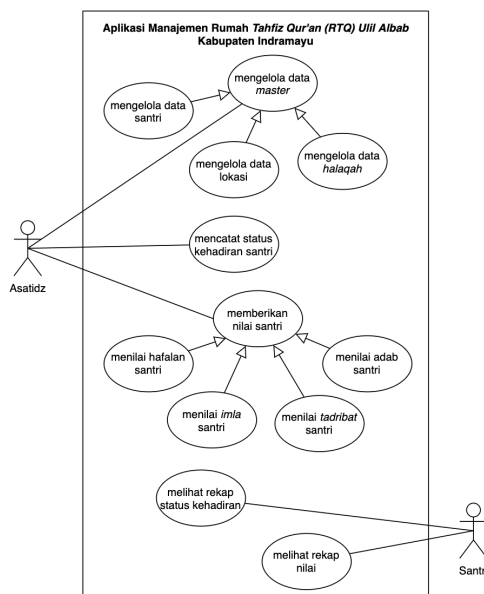 Aplikasi Manajemen Rumah Tahfiz Qur'an (RTQ) Ulil Albab
Kabupaten Indramayu
mengelola data
master
mengelola data
santri
mengelola data
lokasi
mengelola data
halaqah
mencatat status
kehadiran santri
Asatidz
memberikan
nilai santri
menilai hafalan
santri
menilai adab
santri
menilai imla
santri
menilai tadribat
santri
melihat rekap
status kehadiran
melihat rekap
nilai
Santri